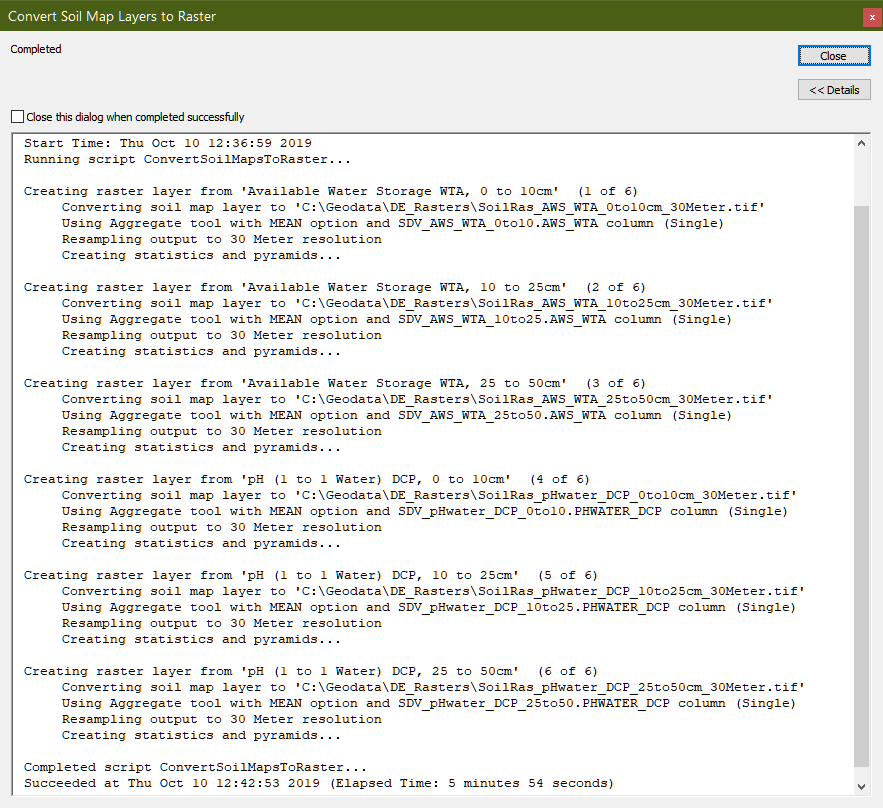 Convert Soil Map Layers to Raster
x
Completed
Close
<< Details
Close this dialog when completed successfully
Start Time: Thu Oct 10 12:36:59 2019
Running script ConvertSoilMapsToRaster...
Creating raster layer from 'Available Water Storage WTA, 0 to 10cm'  (1 of 6)
Converting soil map layer to 'C:\Geodata\DE_Rasters\SoilRas_AWS_WTA_0to10cm_30Meter.tif'
Using Aggregate tool with MEAN option and SDV_AWS_WTA_0to10.AWS_WTA column (Single)
Resampling output to 30 Meter resolution
Creating statistics and pyramids...
Creating raster layer from 'Available Water Storage WTA, 10 to 25cm'  (2 of 6)
Converting soil map layer to 'C:\Geodata\DE_Rasters\SoilRas_AWS_WTA_10to25cm_30Meter.tif'
Using Aggregate tool with MEAN option and SDV_AWS_WTA_10to25.AWS_WTA column (Single)
Resampling output to 30 Meter resolution
Creating statistics and pyramids...
Creating raster layer from 'Available Water Storage WTA, 25 to 50cm'  (3 of 6)
Converting soil map layer to 'C:\Geodata\DE_Rasters\SoilRas_AWS_WTA_25to50cm_30Meter.tif'
Using Aggregate tool with MEAN option and SDV_AWS_WTA_25to50.AWS_WTA column (Single)
Resampling output to 30 Meter resolution
Creating statistics and pyramids...
Creating raster layer from 'pH (1 to 1 Water) DCP, 0 to 10cm'  (4 of 6)
Converting soil map layer to 'C:\Geodata\DE_Rasters\SoilRas_pHwater_DCP_0to10cm_30Meter.tif'
Using Aggregate tool with MEAN option and SDV_pHwater_DCP_0to10.PHWATER_DCP column (Single)
Resampling output to 30 Meter resolution
Creating statistics and pyramids...
Creating raster layer from 'pH (1 to 1 Water) DCP, 10 to 25cm'  (5 of 6)
Converting soil map layer to 'C:\Geodata\DE_Rasters\SoilRas_pHwater_DCP_10to25cm_30Meter.tif'
Using Aggregate tool with MEAN option and SDV_pHwater_DCP_10to25.PHWATER_DCP column (Single)
Resampling output to 30 Meter resolution
Creating statistics and pyramids...
Creating raster layer from 'pH (1 to 1 Water) DCP, 25 to 50cm'  (6 of 6)
Converting soil map layer to 'C:\Geodata\DE_Rasters\SoilRas_pHwater_DCP_25to50cm_30Meter.tif'
Using Aggregate tool with MEAN option and SDV_pHwater_DCP_25to50.PHWATER_DCP column (Single)
Resampling output to 30 Meter resolution
Creating statistics and pyramids...
Completed script ConvertSoilMapsToRaster...
Succeeded at Thu Oct 10 12:42:53 2019 (Elapsed Time: 5 minutes 54 seconds)